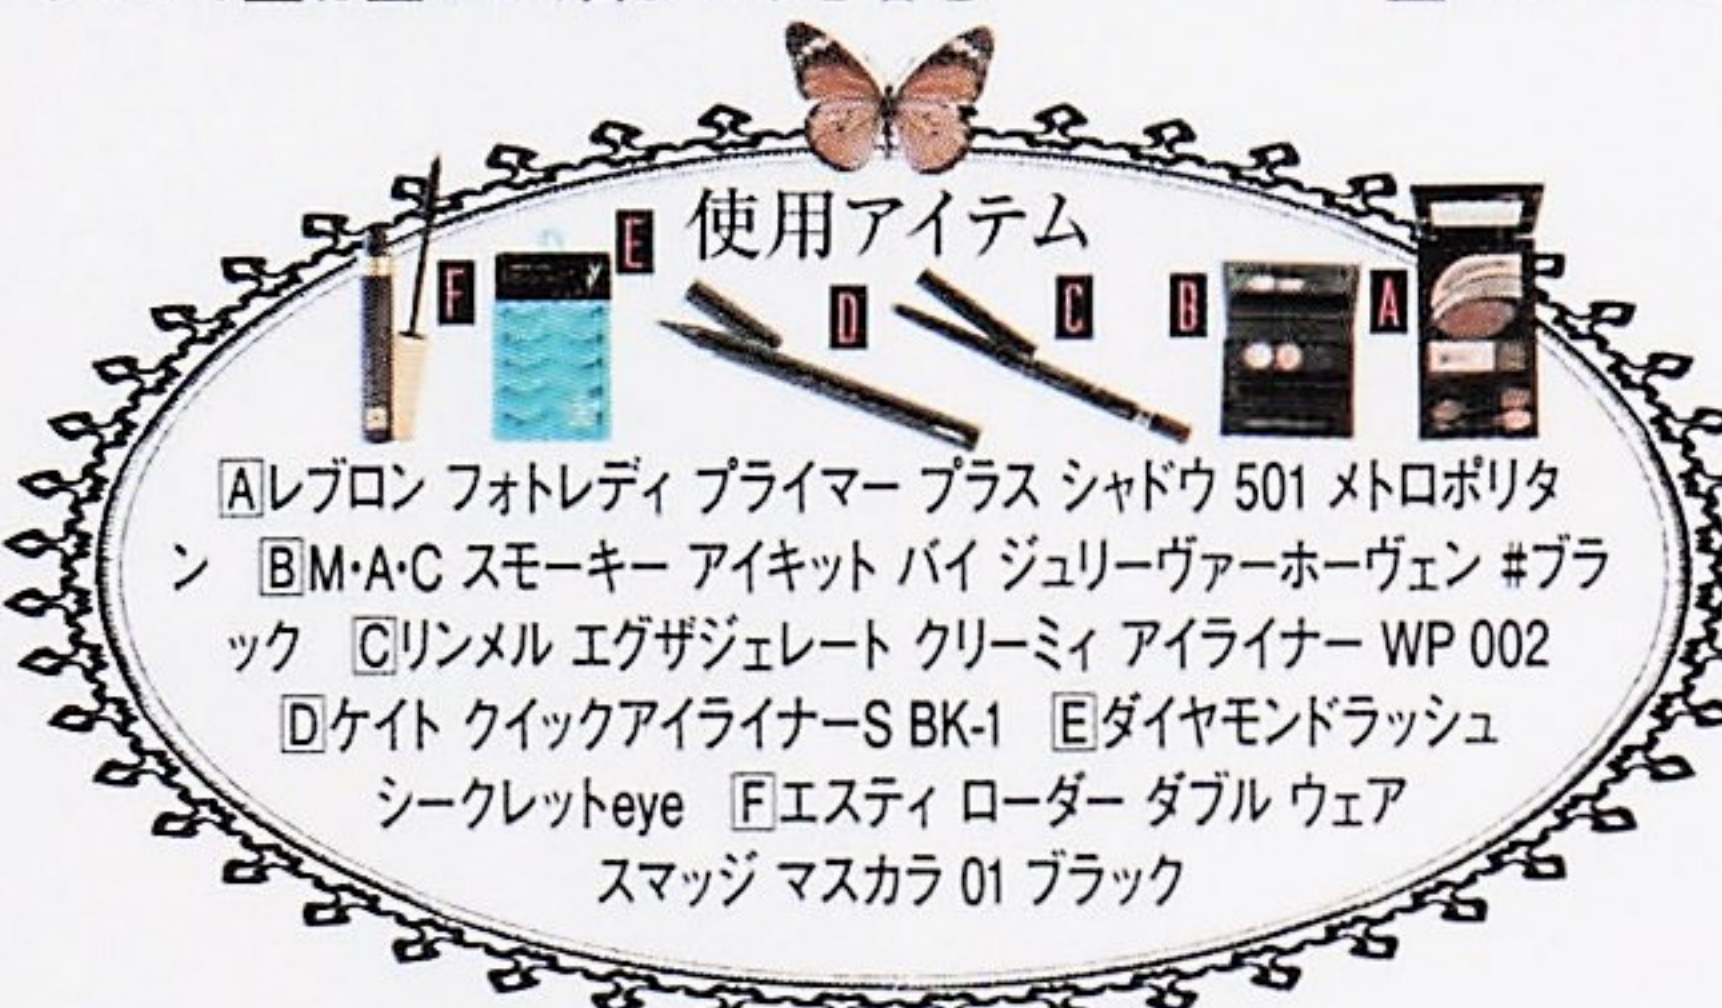 使用アイテム
F
E
D
C
B
A
Aレブロン フォトレディ プライマー プラス シャドウ 501 メトロポリタ
ン BM･A･C スモーキー アイキット バイ ジュリーヴァーホーヴェン #ブラ
ック Cリンメル エグザジェレート クリーミィ アイライナー WP 002
Dケイト クイックアイライナーS BK-1 Eダイヤモンドラッシュ
シークレットeye Fエスティ ローダー ダブル ウェア
スマッジ マスカラ 01 ブラック